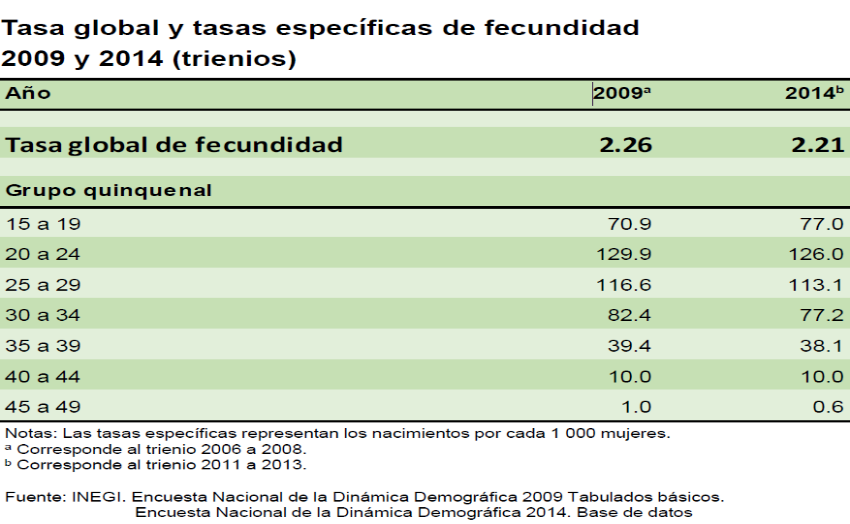 Tasa global y tasas específicas de fecundidad
2009 y 2014 (trienios)
Año 2009ᵃ 2014ᵇ
Tasa global de fecundidad 2.26 2.21
Grupo quinquenal
15 a 19 70.9 77.0
20 a 24 129.9 126.0
25 a 29 116.6 113.1
30 a 34 82.4 77.2
35 a 39 39.4 38.1
40 a 44 10.0 10.0
45 a 49 1.0 0.6
Notas: Las tasas específicas representan los nacimientos por cada 1 000 mujeres.
ᵃ Corresponde al trienio 2006 a 2008.
ᵇ Corresponde al trienio 2011 a 2013.
Fuente: INEGI. Encuesta Nacional de la Dinámica Demográfica 2009 Tabulados básicos.
Encuesta Nacional de la Dinámica Demográfica 2014. Base de datos